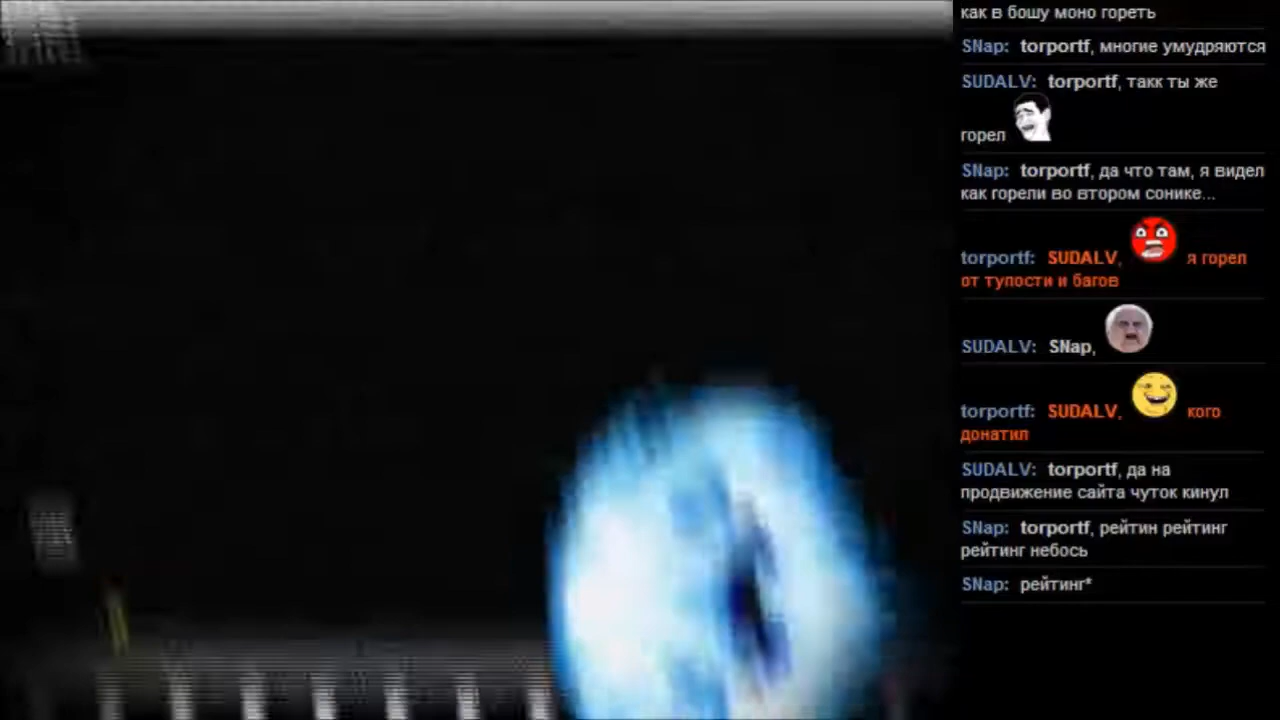 как в бошу моно гореть
SNap: torportf, многие умудряются
SUDALV: torportf, такк ты же
горел
SNap: torportf, да что там, я видел
как горели во втором сонике...
torportf: SUDALV, я горел
от тупости и багов
SUDALV: SNap,
torportf: SUDALV, кого
донатил
SUDALV: torportf, да на
продвижение сайта чуток кинул
SNap: torportf, рейтин рейтинг
рейтинг небось
SNap: рейтинг*